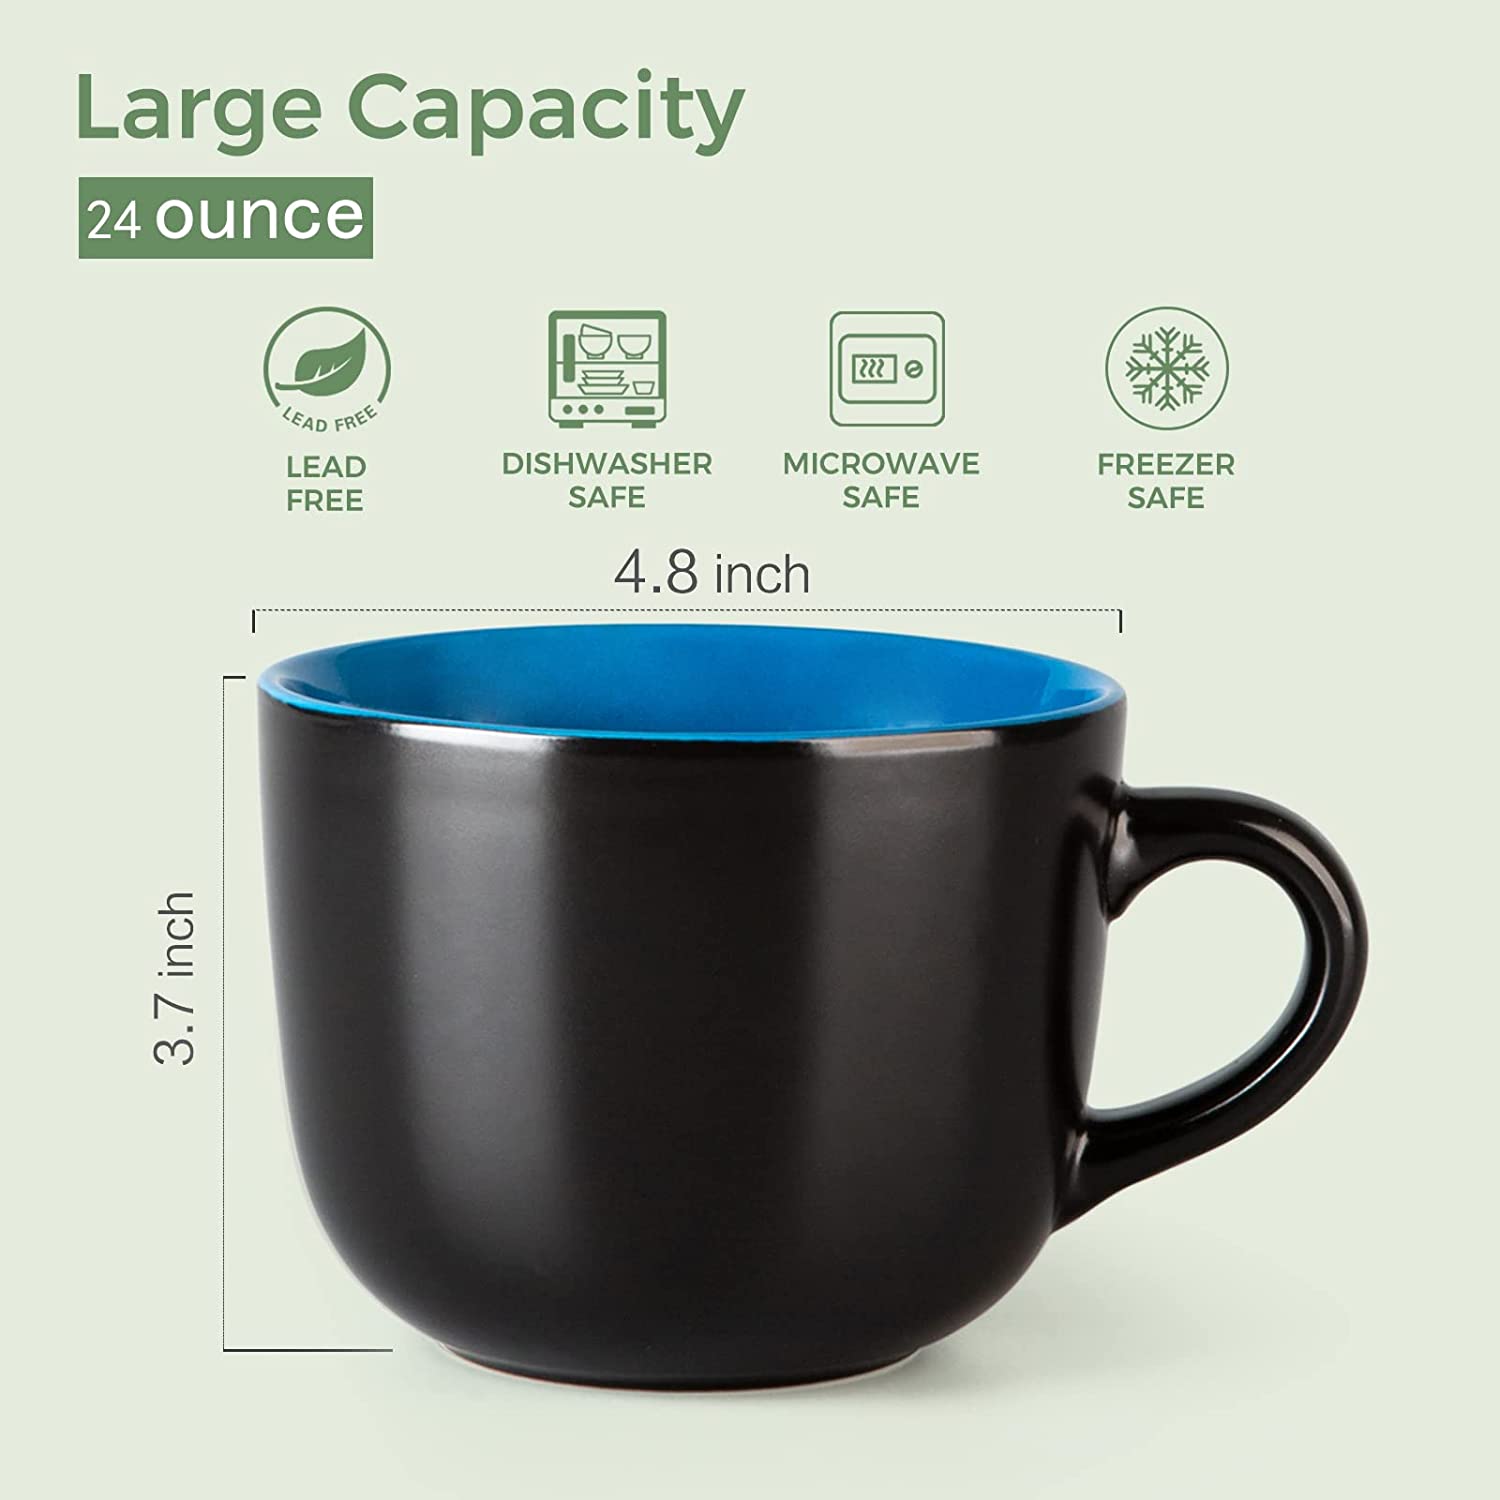 Large Capacity
24 ounce
LEAD FREE
LEAD
FREE
DISHWASHER
SAFE
MICROWAVE
SAFE
FREEZER
SAFE
4.8 inch
3.7 inch